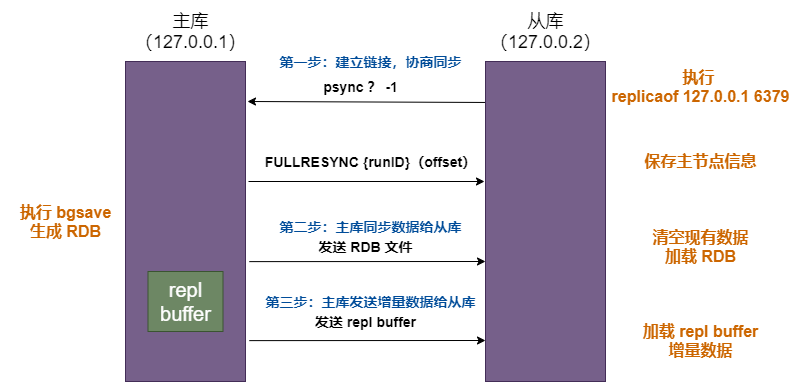 主库
（127.0.0.1）
从库
（127.0.0.2）
第一步：建立链接，协商同步
psync ？ -1
执行
replicaof 127.0.0.1 6379
FULLRESYNC {runID}（offset）
保存主节点信息
执行 bgsave
生成 RDB
第二步：主库同步数据给从库
发送 RDB 文件
清空现有数据
加载 RDB
repl
buffer
第三步：主库发送增量数据给从库
发送 repl buffer
加载 repl buffer
增量数据